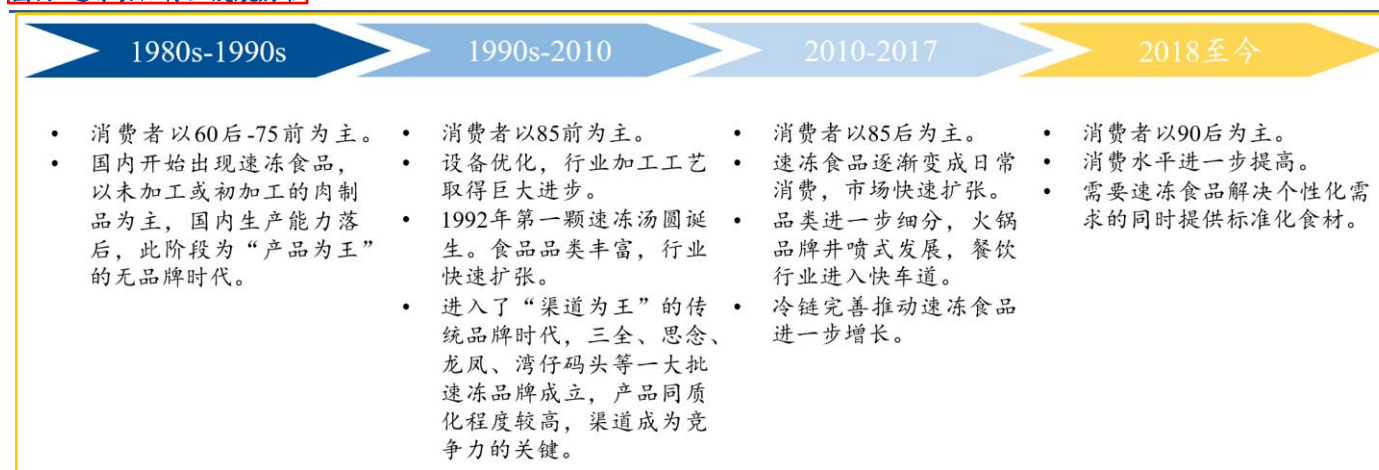 1980s-1990s
1990s-2010
2010-2017
2018至今
• 消费者以60后-75前为主。
• 国内开始出现速冻食品，
以未加工或初加工的肉制
品为主，国内生产能力落
后，此阶段为“产品为王”
的无品牌时代。
• 消费者以85前为主。
• 设备优化，行业加工工艺
取得巨大进步。
• 1992年第一颗速冻汤圆诞
生。食品品类丰富，行业
快速扩张。
• 进入了“渠道为王”的传
统品牌时代，三全、思念、
龙凤、湾仔码头等一大批
速冻品牌成立，产品同质
化程度较高，渠道成为竞
争力的关键。
• 消费者以85后为主。
• 速冻食品逐渐变成日常
消费，市场快速扩张。
• 品类进一步细分，火锅
品牌井喷式发展，餐饮
行业进入快车道。
• 冷链完善推动速冻食品
进一步增长。
• 消费者以90后为主。
• 消费水平进一步提高。
• 需要速冻食品解决个性化需
求的同时提供标准化食材。